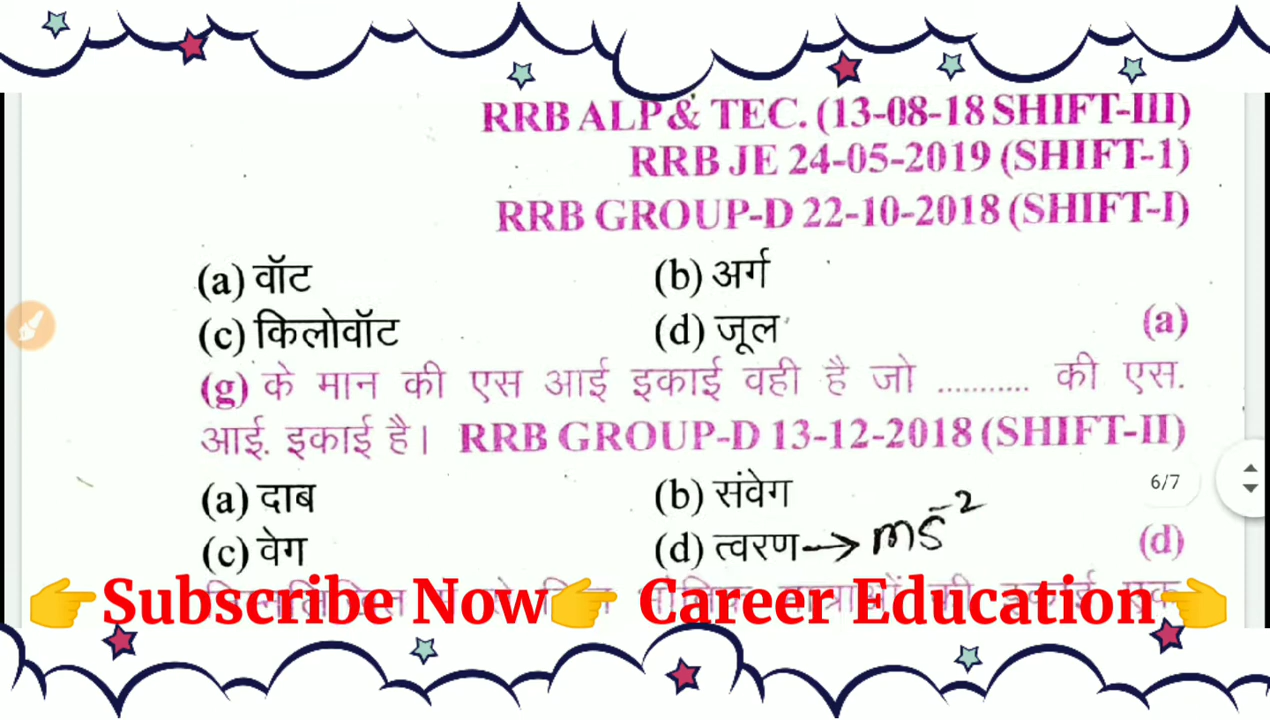 RRB ALP & TEC. (13-08-18 SHIFT-III)
RRB JE 24-05-2019 (SHIFT-1)
RRB GROUP-D 22-10-2018 (SHIFT-I)
(a) वॉट (b) अर्ग
(c) किलोवॉट (d) जूल (a)
(g) के मान की एस आई इकाई वही है जो ........... की एस.
आई. इकाई है। RRB GROUP-D 13-12-2018 (SHIFT-II)
(a) दाब (b) संवेग 6/7
(c) वेग (d) त्वरण → ms⁻² (d)
👉Subscribe Now👉 Career Education👉